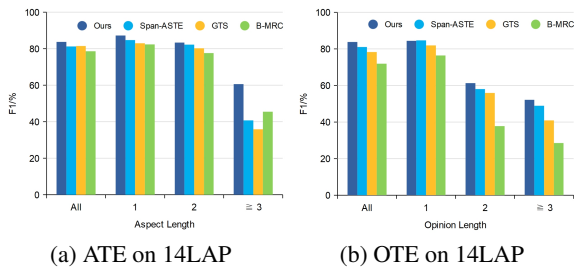 Ours Span-ASTE GTS B-MRC
100
80
60
40
20
0
F1/%
All 1 2 ≥ 3
Aspect Length
(a) ATE on 14LAP
Ours Span-ASTE GTS B-MRC
100
80
60
40
20
0
F1/%
All 1 2 ≥ 3
Opinion Length
(b) OTE on 14LAP